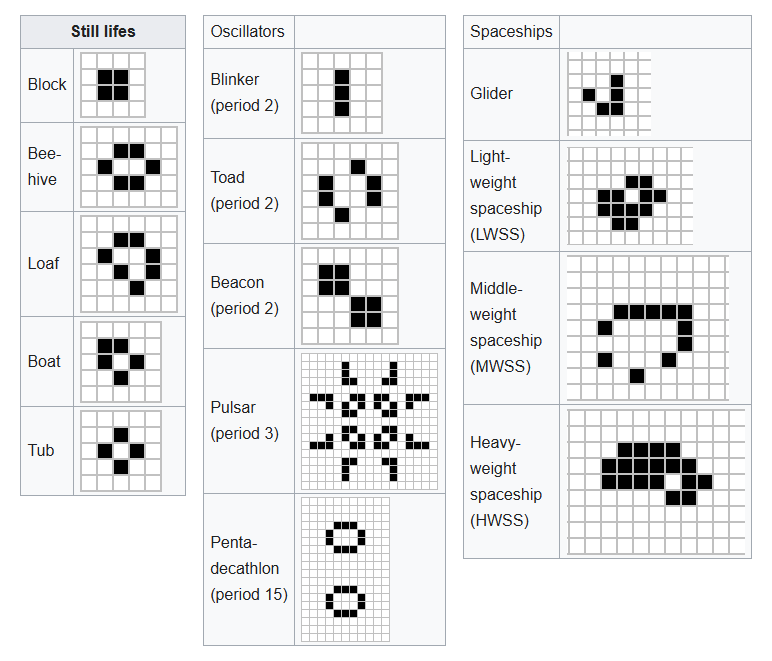 Still lifes
Block
Bee-
hive
Loaf
Boat
Tub
Oscillators
Blinker
(period 2)
Toad
(period 2)
Beacon
(period 2)
Pulsar
(period 3)
Penta-
decathlon
(period 15)
Spaceships
Glider
Light-
weight
spaceship
(LWSS)
Middle-
weight
spaceship
(MWSS)
Heavy-
weight
spaceship
(HWSS)